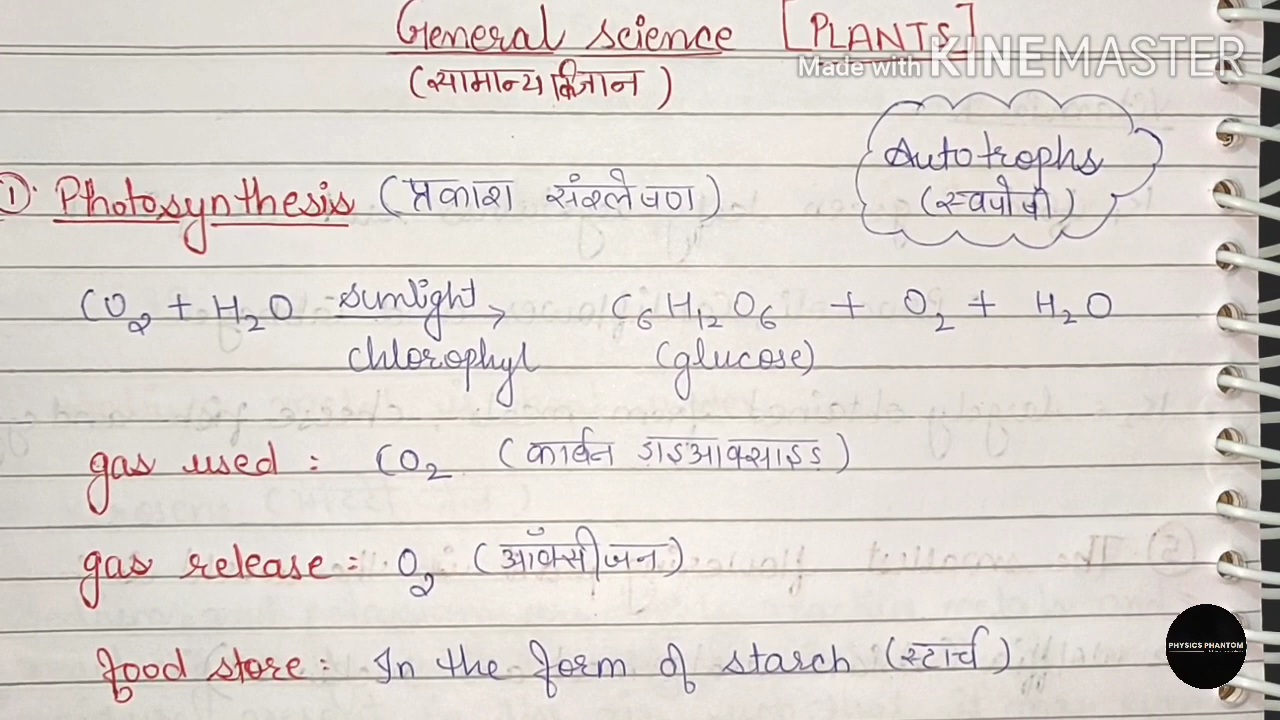 General science [PLANTS]
Made with KINEMASTER
(सामान्य विज्ञान)
Autotrophs
(स्वपोषी)
① Photosynthesis (प्रकाश संश्लेषण)
CO₂ + H₂O sunlight → C₆H₁₂O₆ + O₂ + H₂O
chlorophyl (glucose)
gas used : CO₂ (कार्बन डाइआक्साइड)
gas release = O₂ (ऑक्सीजन)
food store : In the form of starch (स्टार्च)
PHYSICS PHANTOM